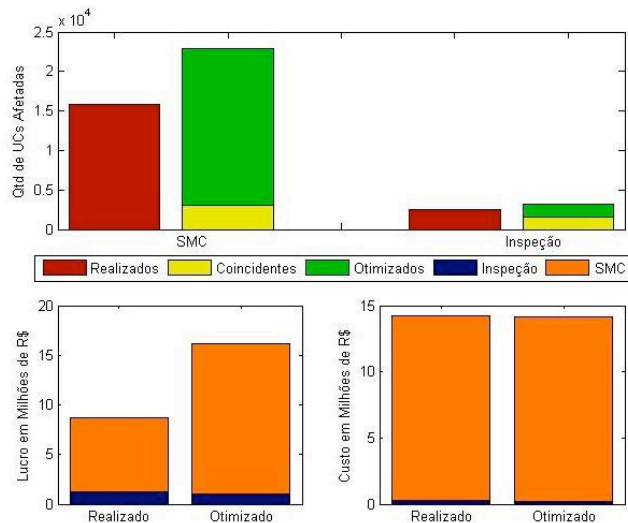 x 10^4
2.5
2
1.5
1
0.5
0
Qtd de UCs Afetadas
SMC Inspeção
Realizados Coincidentes Otimizados Inspeção SMC
20
15
10
5
0
Lucro em Milhões de R$
Realizado Otimizado
15
10
5
0
Custo em Milhões de R$
Realizado Otimizado